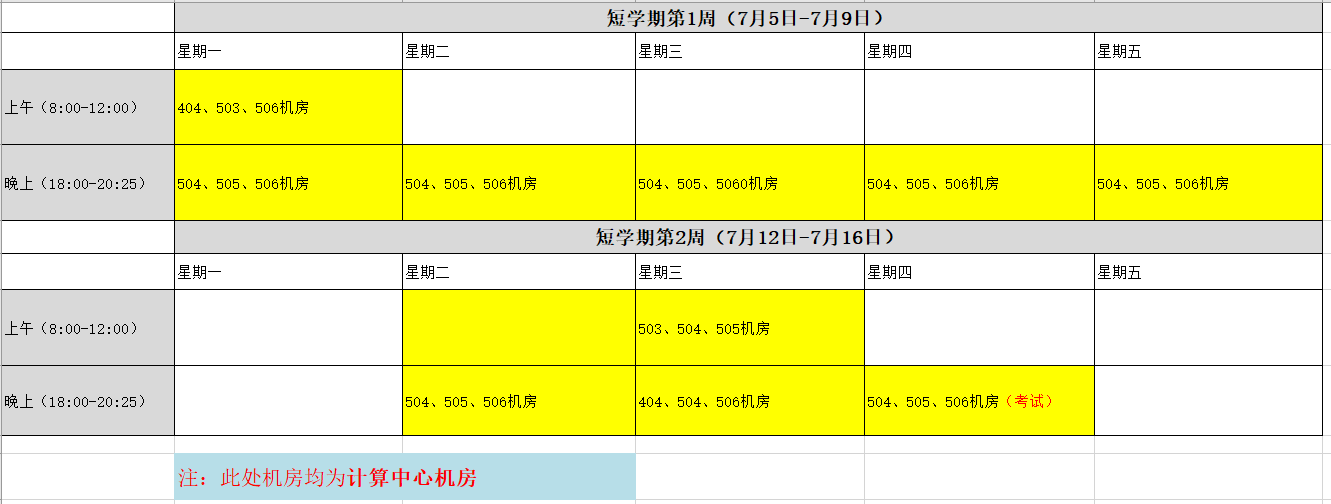 短学期第1周（7月5日-7月9日）
星期一 星期二 星期三 星期四 星期五
上午（8:00-12:00） 404、503、506机房
晚上（18:00-20:25） 504、505、506机房 504、505、506机房 504、505、5060机房 504、505、506机房 504、505、506机房
短学期第2周（7月12日-7月16日）
星期一 星期二 星期三 星期四 星期五
上午（8:00-12:00） 503、504、505机房
晚上（18:00-20:25） 504、505、506机房 404、504、506机房 504、505、506机房（考试）
注：此处机房均为计算中心机房